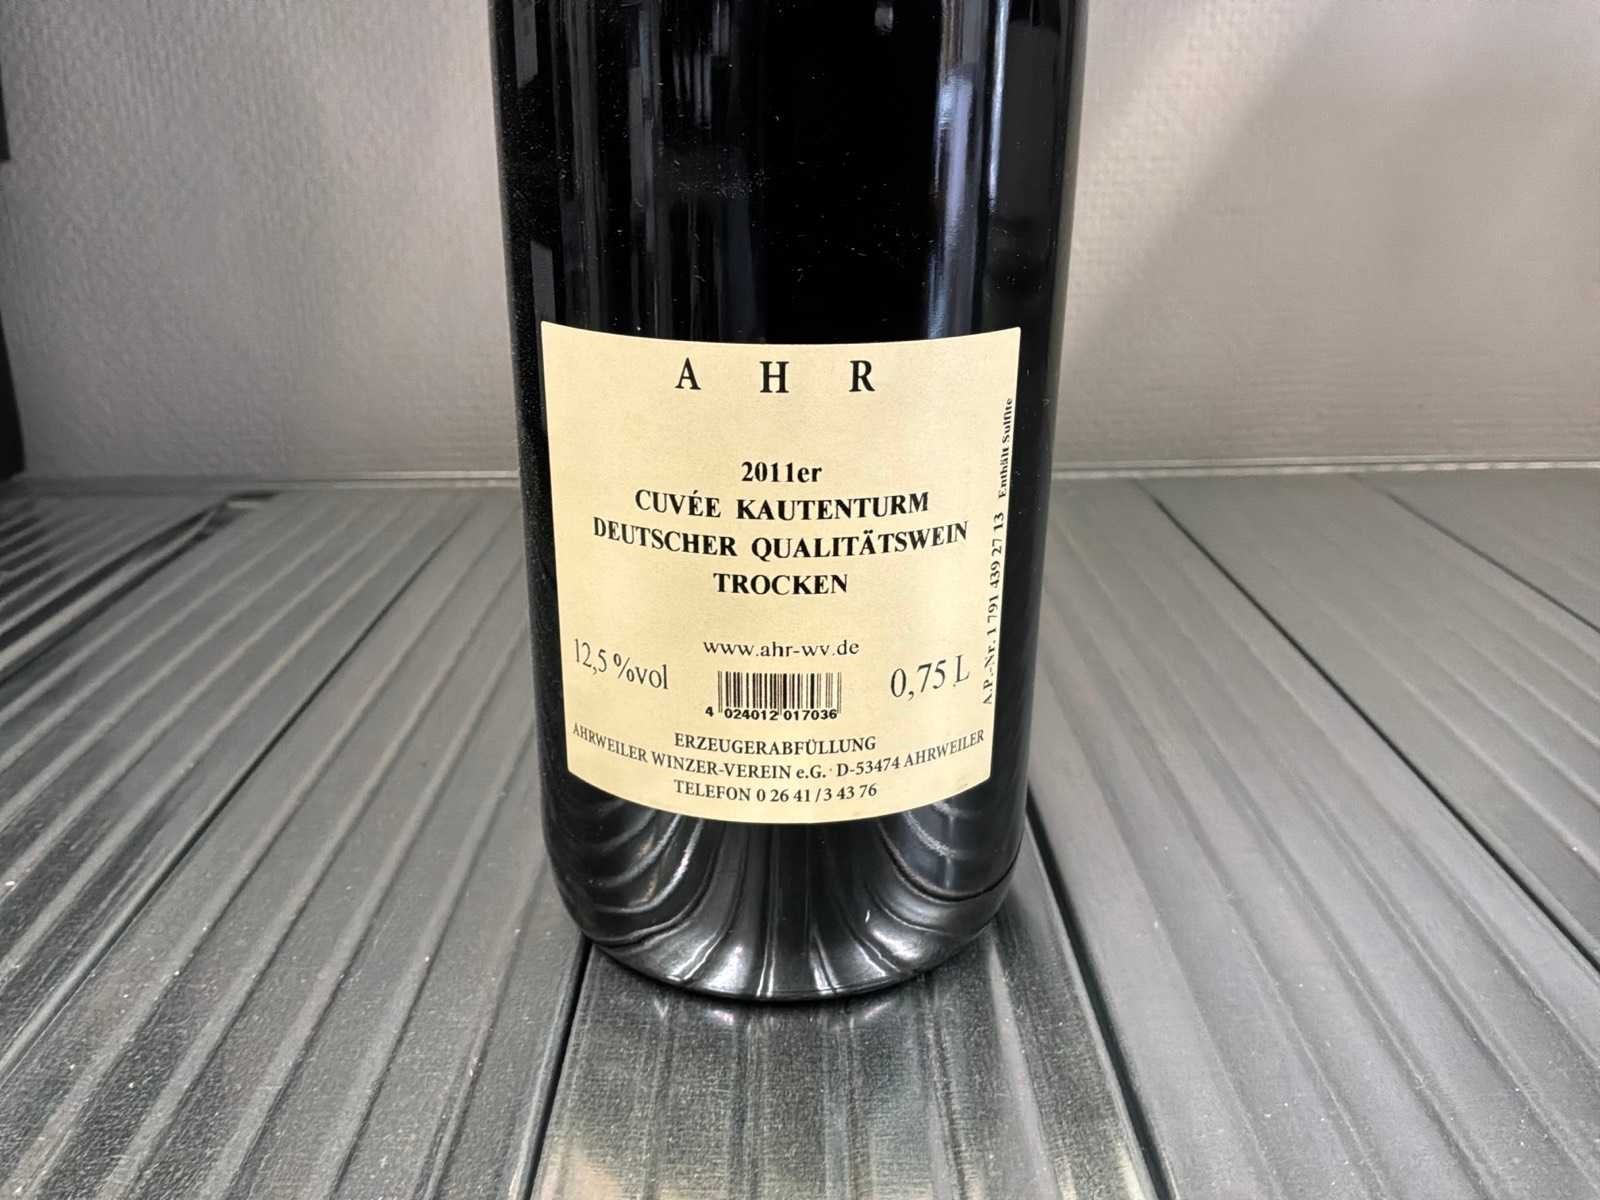 A H R
2011er
CUVÉE KAUTENTURM
DEUTSCHER QUALITÄTSWEIN
TROCKEN
www.ahr-wv.de
12,5 %vol
0,75 L
4 024012 017036
ERZEUGERABFÜLLUNG
AHRWEILER WINZER-VEREIN e.G. · D-53474 AHRWEILER
TELEFON 0 26 41 / 3 43 76
A.P.-Nr. 1 791 439 27 13 Enthält Sulfite